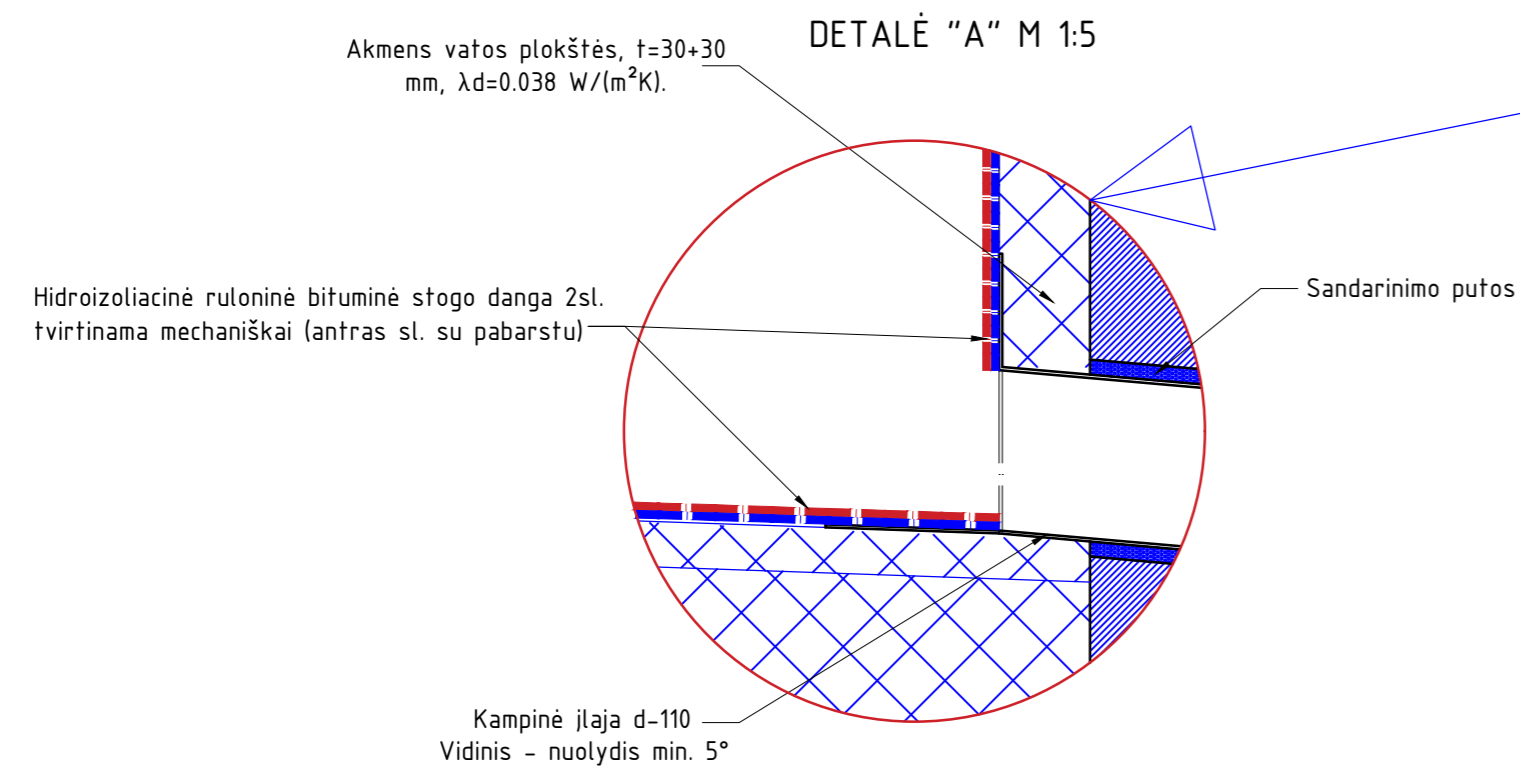 DETALĖ "A" M 1:5
Akmens vatos plokštės, t=30+30
mm, λd=0.038 W/(m²K).
Hidroizoliacinė ruloninė bituminė stogo danga 2sl.
tvirtinama mechaniškai (antras sl. su pabarstu)
Sandarinimo putos
Kampinė įlaja d-110
Vidinis - nuolydis min. 5°